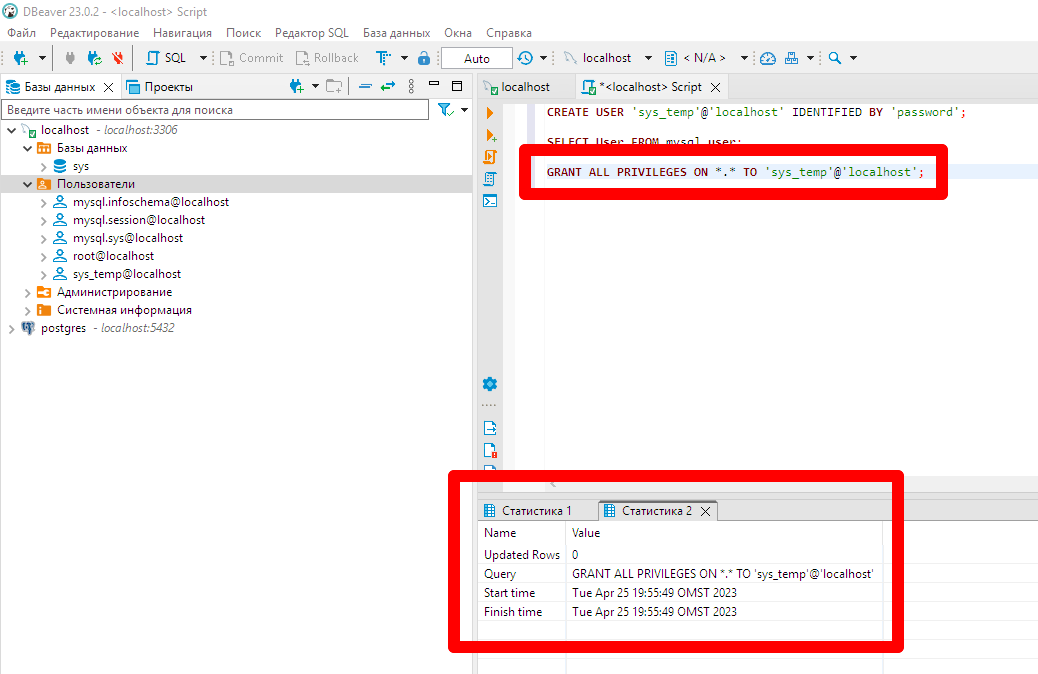 DBeaver 23.0.2 - <localhost> Script
Файл Редактирование Навигация Поиск Редактор SQL База данных Окна Справка
SQL Commit Rollback Auto localhost < N/A >
Базы данных Проекты
localhost *<localhost> Script
Введите часть имени объекта для поиска
localhost - localhost:3306
Базы данных
sys
Пользователи
mysql.infoschema@localhost
mysql.session@localhost
mysql.sys@localhost
root@localhost
sys_temp@localhost
Администрирование
Системная информация
postgres - localhost:5432
CREATE USER 'sys_temp'@'localhost' IDENTIFIED BY 'password';
SELECT User FROM mysql.user;
GRANT ALL PRIVILEGES ON *.* TO 'sys_temp'@'localhost';
Статистика 1 Статистика 2
Name Value
Updated Rows 0
Query GRANT ALL PRIVILEGES ON *.* TO 'sys_temp'@'localhost'
Start time Tue Apr 25 19:55:49 OMST 2023
Finish time Tue Apr 25 19:55:49 OMST 2023